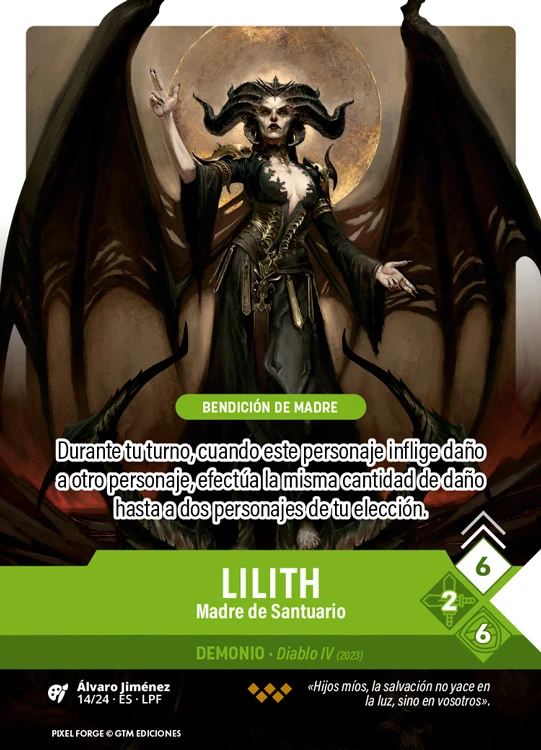 BENDICIÓN DE MADRE
Durante tu turno, cuando este personaje inflige daño
a otro personaje, efectúa la misma cantidad de daño
hasta a dos personajes de tu elección.
6
LILITH
Madre de Santuario
2
6
DEMONIO · Diablo IV (2023)
Álvaro Jiménez
14/24 · ES · LPF
«Hijos míos, la salvación no yace en
la luz, sino en vosotros».
PIXEL FORGE © GTM EDICIONES